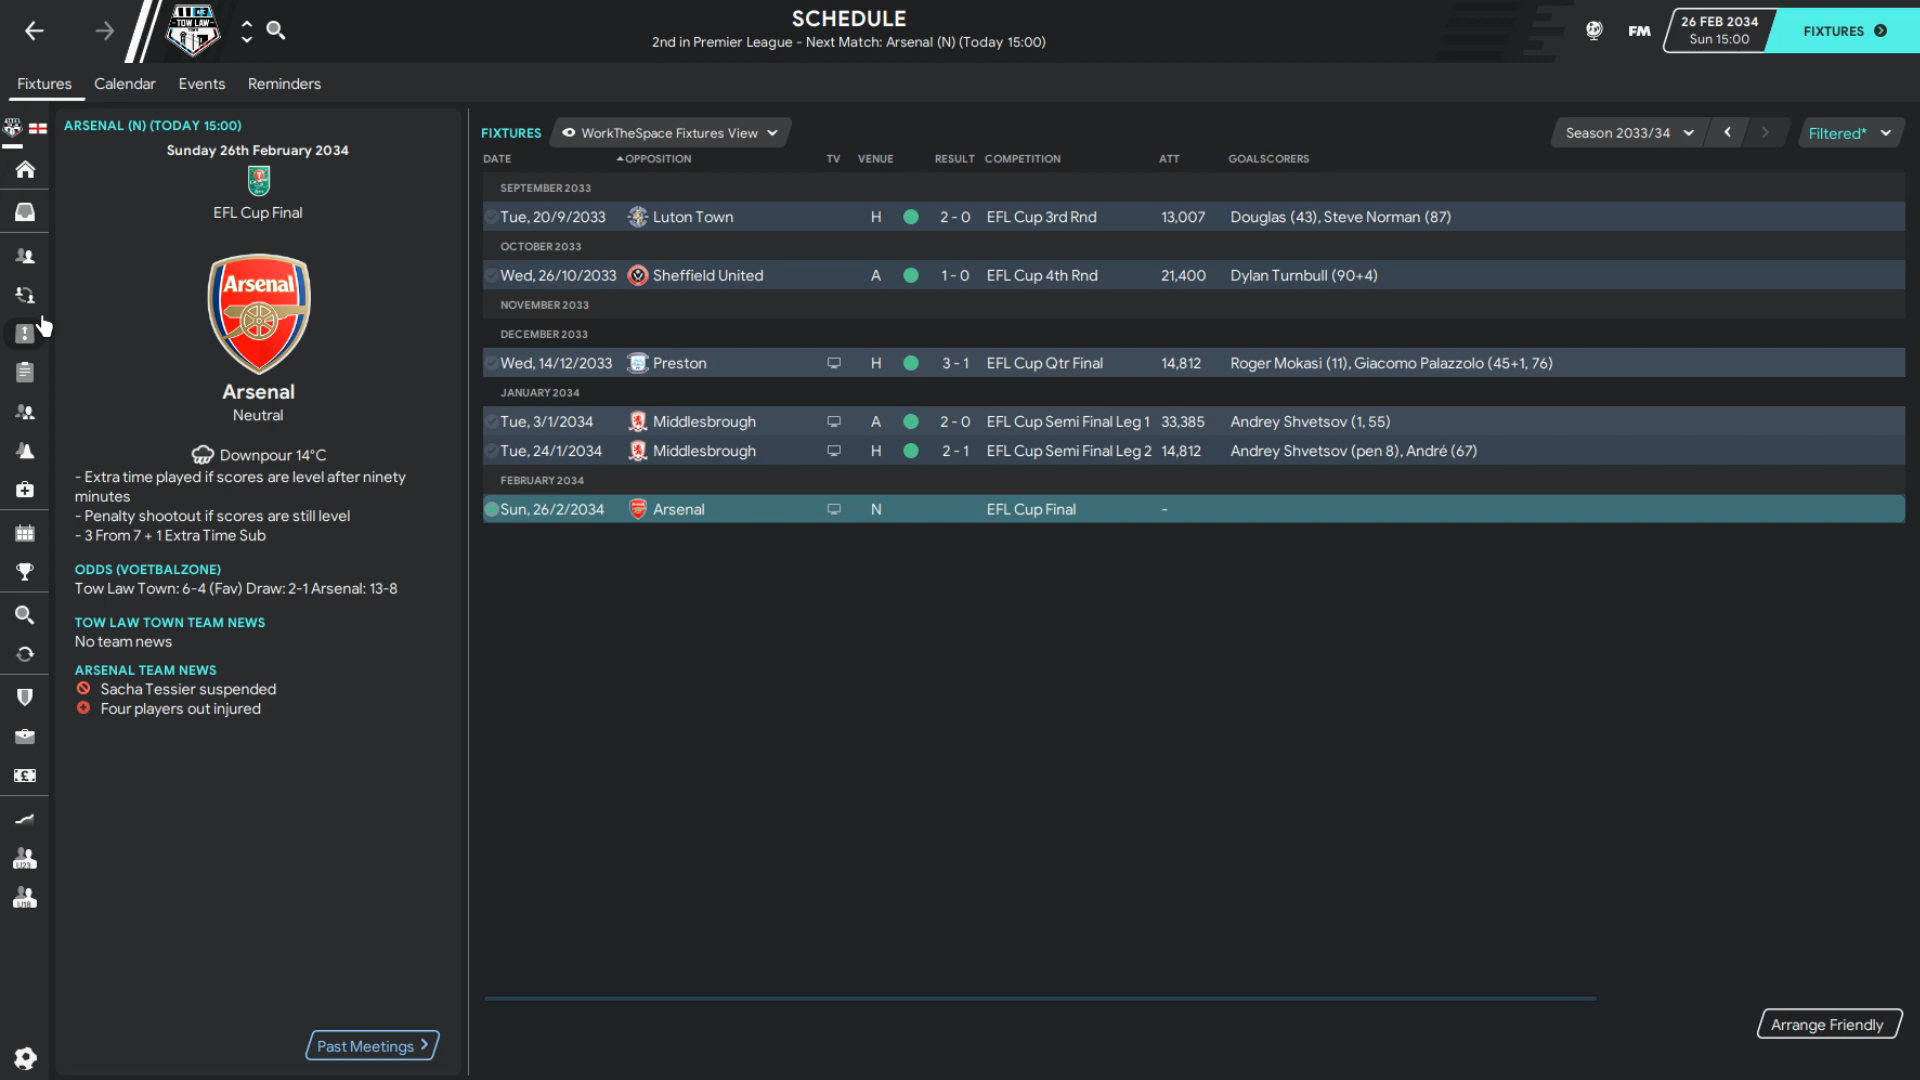 SCHEDULE
2nd in Premier League - Next Match: Arsenal (N) (Today 15:00)
FM
26 FEB 2034
Sun 15:00
FIXTURES
TOW LAW
Fixtures Calendar Events Reminders
ARSENAL (N) (TODAY 15:00)
Sunday 26th February 2034
EFL Cup Final
Arsenal
Arsenal
Neutral
Downpour 14°C
- Extra time played if scores are level after ninety
minutes
- Penalty shootout if scores are still level
- 3 From 7 + 1 Extra Time Sub
ODDS (VOETBALZONE)
Tow Law Town: 6-4 (Fav) Draw: 2-1 Arsenal: 13-8
TOW LAW TOWN TEAM NEWS
No team news
ARSENAL TEAM NEWS
Sacha Tessier suspended
Four players out injured
Past Meetings
U23
U18
FIXTURES WorkTheSpace Fixtures View Season 2033/34 Filtered*
DATE OPPOSITION TV VENUE RESULT COMPETITION ATT GOALSCORERS
SEPTEMBER 2033
Tue, 20/9/2033 Luton Town H 2 - 0 EFL Cup 3rd Rnd 13,007 Douglas (43), Steve Norman (87)
OCTOBER 2033
Wed, 26/10/2033 Sheffield United A 1 - 0 EFL Cup 4th Rnd 21,400 Dylan Turnbull (90+4)
NOVEMBER 2033
DECEMBER 2033
Wed, 14/12/2033 Preston H 3 - 1 EFL Cup Qtr Final 14,812 Roger Mokasi (11), Giacomo Palazzolo (45+1, 76)
JANUARY 2034
Tue, 3/1/2034 Middlesbrough A 2 - 0 EFL Cup Semi Final Leg 1 33,385 Andrey Shvetsov (1, 55)
Tue, 24/1/2034 Middlesbrough H 2 - 1 EFL Cup Semi Final Leg 2 14,812 Andrey Shvetsov (pen 8), André (67)
FEBRUARY 2034
Sun, 26/2/2034 Arsenal N EFL Cup Final -
Arrange Friendly